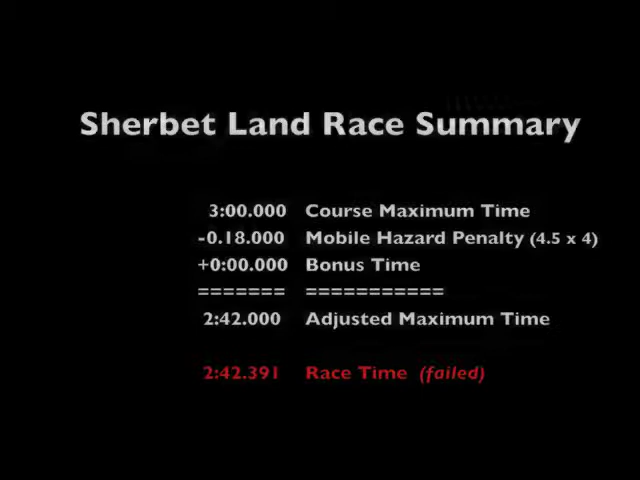 Sherbet Land Race Summary
3:00.000 Course Maximum Time
-0.18.000 Mobile Hazard Penalty (4.5 x 4)
+0:00.000 Bonus Time
======= ===========
2:42.000 Adjusted Maximum Time
2:42.391 Race Time (failed)